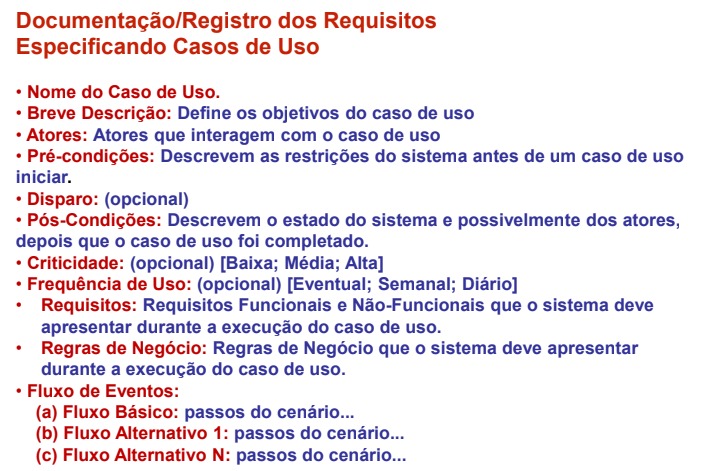 Documentação/Registro dos Requisitos
Especificando Casos de Uso
• Nome do Caso de Uso.
• Breve Descrição: Define os objetivos do caso de uso
• Atores: Atores que interagem com o caso de uso
• Pré-condições: Descrevem as restrições do sistema antes de um caso de uso
iniciar.
• Disparo: (opcional)
• Pós-Condições: Descrevem o estado do sistema e possivelmente dos atores,
depois que o caso de uso foi completado.
• Criticidade: (opcional) [Baixa; Média; Alta]
• Frequência de Uso: (opcional) [Eventual; Semanal; Diário]
• Requisitos: Requisitos Funcionais e Não-Funcionais que o sistema deve
apresentar durante a execução do caso de uso.
• Regras de Negócio: Regras de Negócio que o sistema deve apresentar
durante a execução do caso de uso.
• Fluxo de Eventos:
(a) Fluxo Básico: passos do cenário...
(b) Fluxo Alternativo 1: passos do cenário...
(c) Fluxo Alternativo N: passos do cenário...